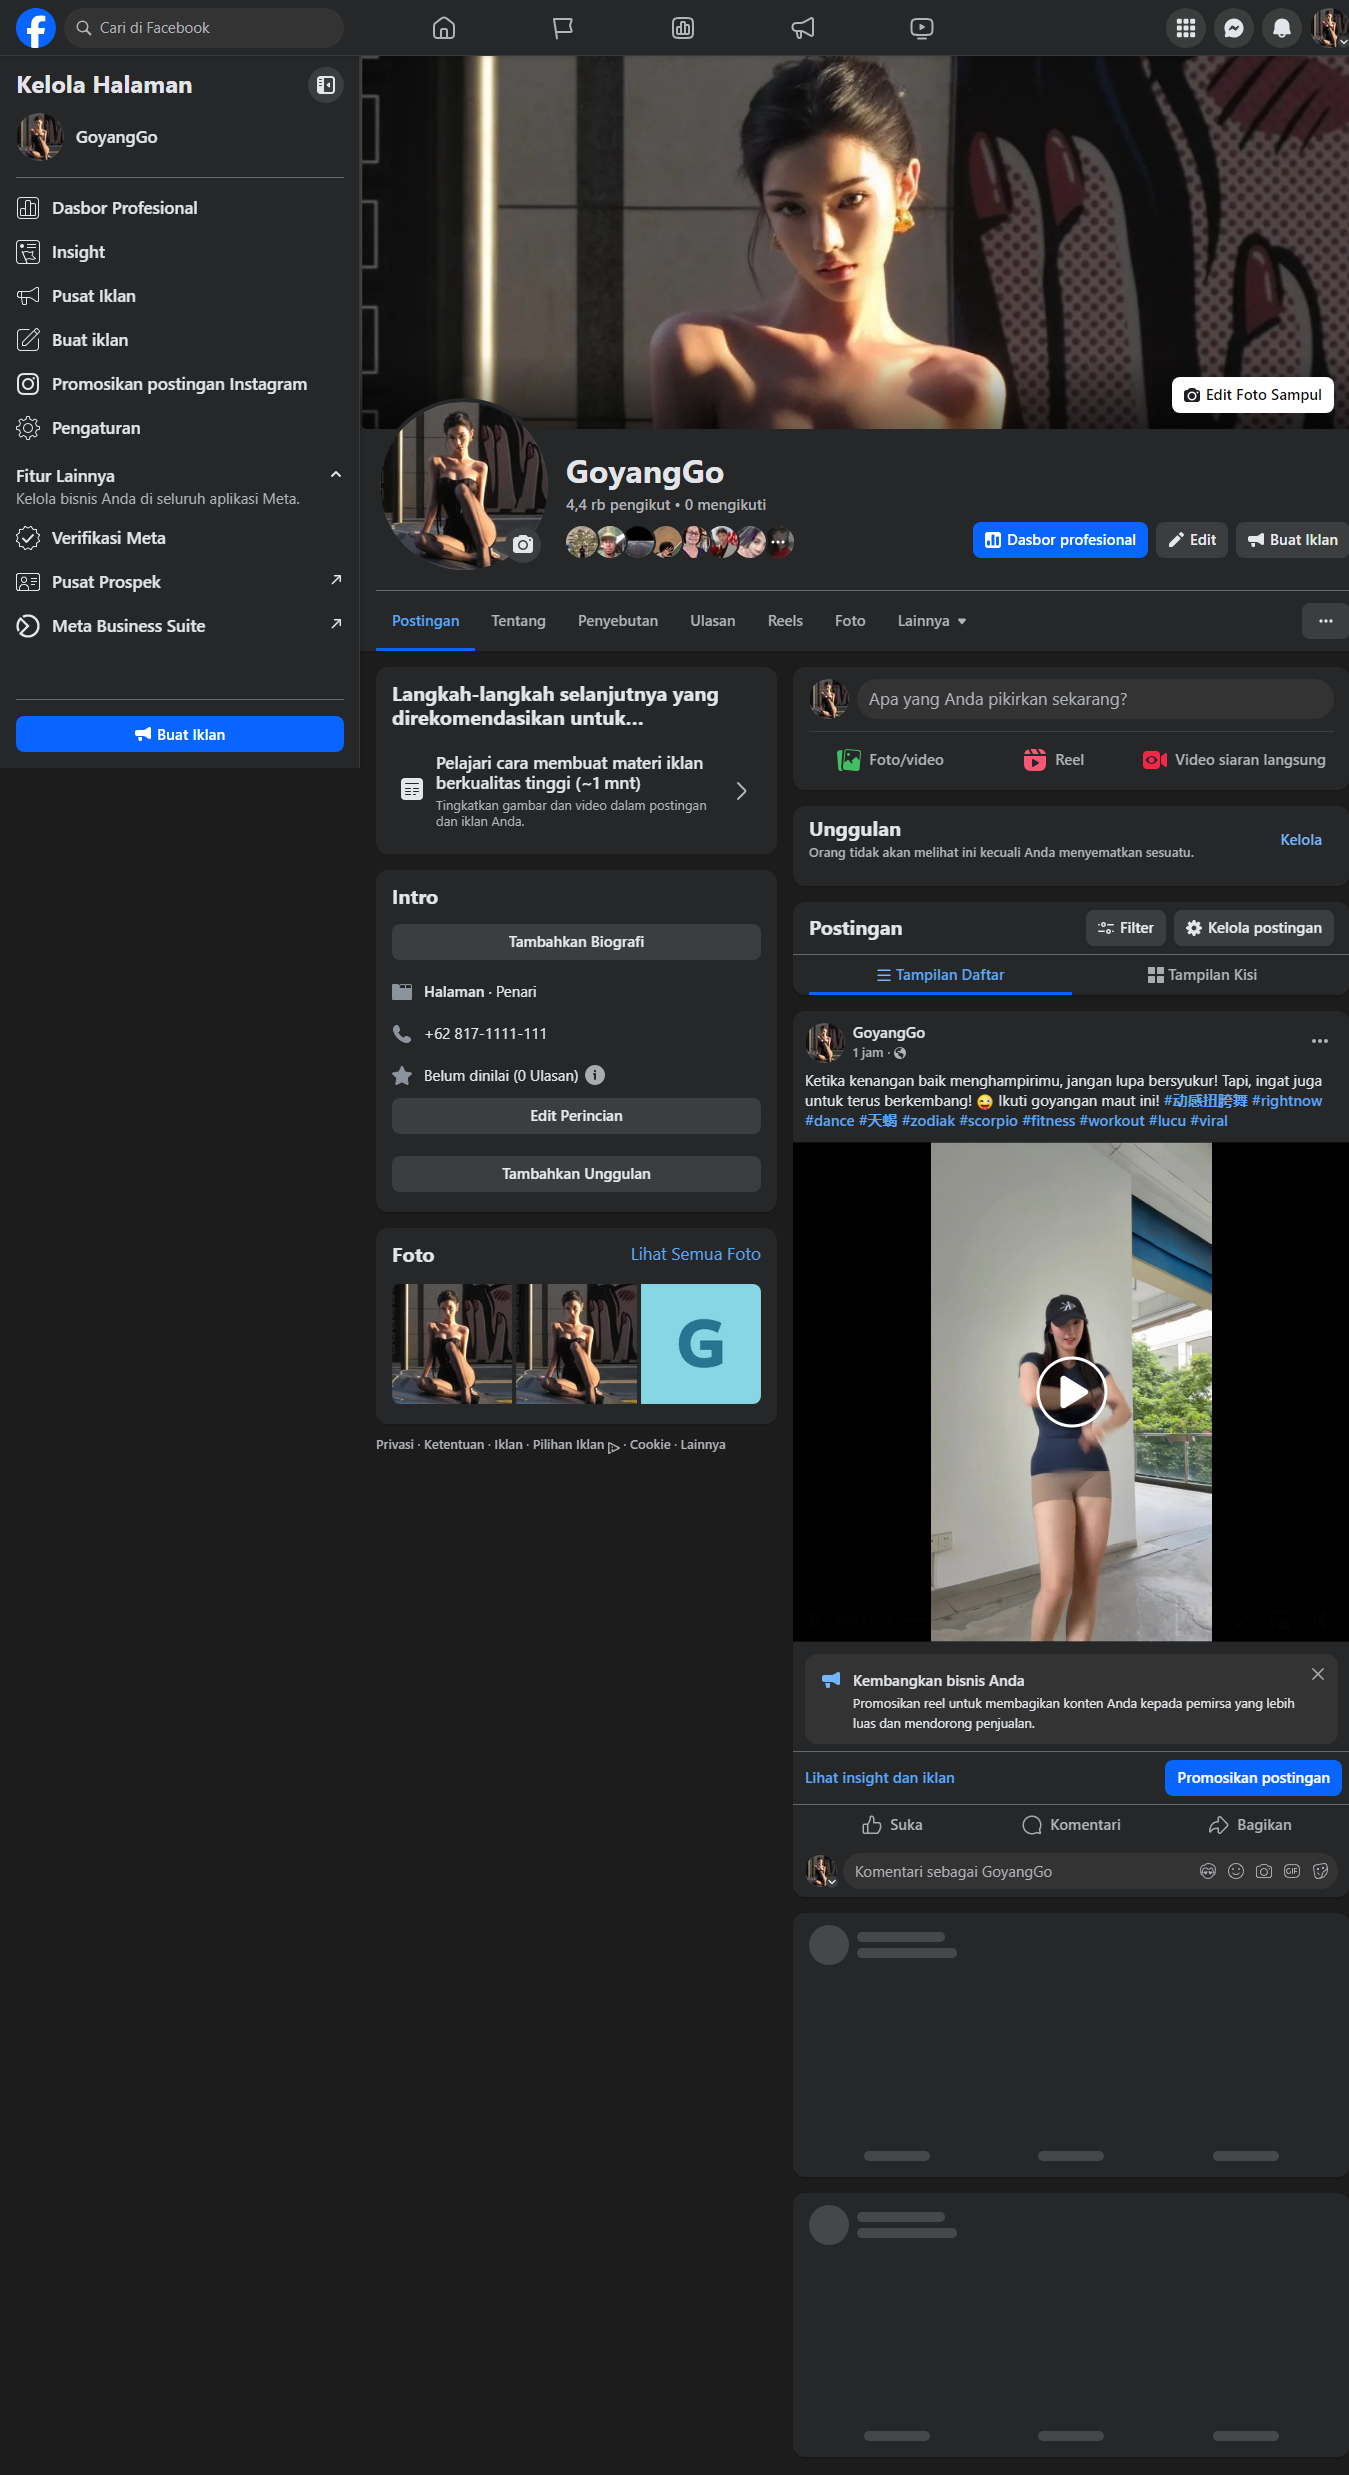 Cari di Facebook
Kelola Halaman
GoyangGo
Dasbor Profesional
Insight
Pusat Iklan
Buat iklan
Promosikan postingan Instagram
Pengaturan
Fitur Lainnya
Kelola bisnis Anda di seluruh aplikasi Meta.
Verifikasi Meta
Pusat Prospek
Meta Business Suite
Buat Iklan
Edit Foto Sampul
GoyangGo
4,4 rb pengikut • 0 mengikuti
Dasbor profesional
Edit
Buat Iklan
Postingan
Tentang
Penyebutan
Ulasan
Reels
Foto
Lainnya
Langkah-langkah selanjutnya yang
direkomendasikan untuk...
Pelajari cara membuat materi iklan
berkualitas tinggi (~1 mnt)
Tingkatkan gambar dan video dalam postingan
dan iklan Anda.
Intro
Tambahkan Biografi
Halaman · Penari
+62 817-1111-111
Belum dinilai (0 Ulasan)
Edit Perincian
Tambahkan Unggulan
Foto
Lihat Semua Foto
G
Privasi · Ketentuan · Iklan · Pilihan Iklan · Cookie · Lainnya
Apa yang Anda pikirkan sekarang?
Foto/video
Reel
Video siaran langsung
Unggulan
Orang tidak akan melihat ini kecuali Anda menyematkan sesuatu.
Kelola
Postingan
Filter
Kelola postingan
Tampilan Daftar
Tampilan Kisi
GoyangGo
1 jam ·
Ketika kenangan baik menghampirimu, jangan lupa bersyukur! Tapi, ingat juga
untuk terus berkembang! 😜 Ikuti goyangan maut ini! #动感扭胯舞 #rightnow
#dance #天蝎 #zodiak #scorpio #fitness #workout #lucu #viral
Kembangkan bisnis Anda
Promosikan reel untuk membagikan konten Anda kepada pemirsa yang lebih
luas dan mendorong penjualan.
Lihat insight dan iklan
Promosikan postingan
Suka
Komentari
Bagikan
Komentari sebagai GoyangGo
GIF